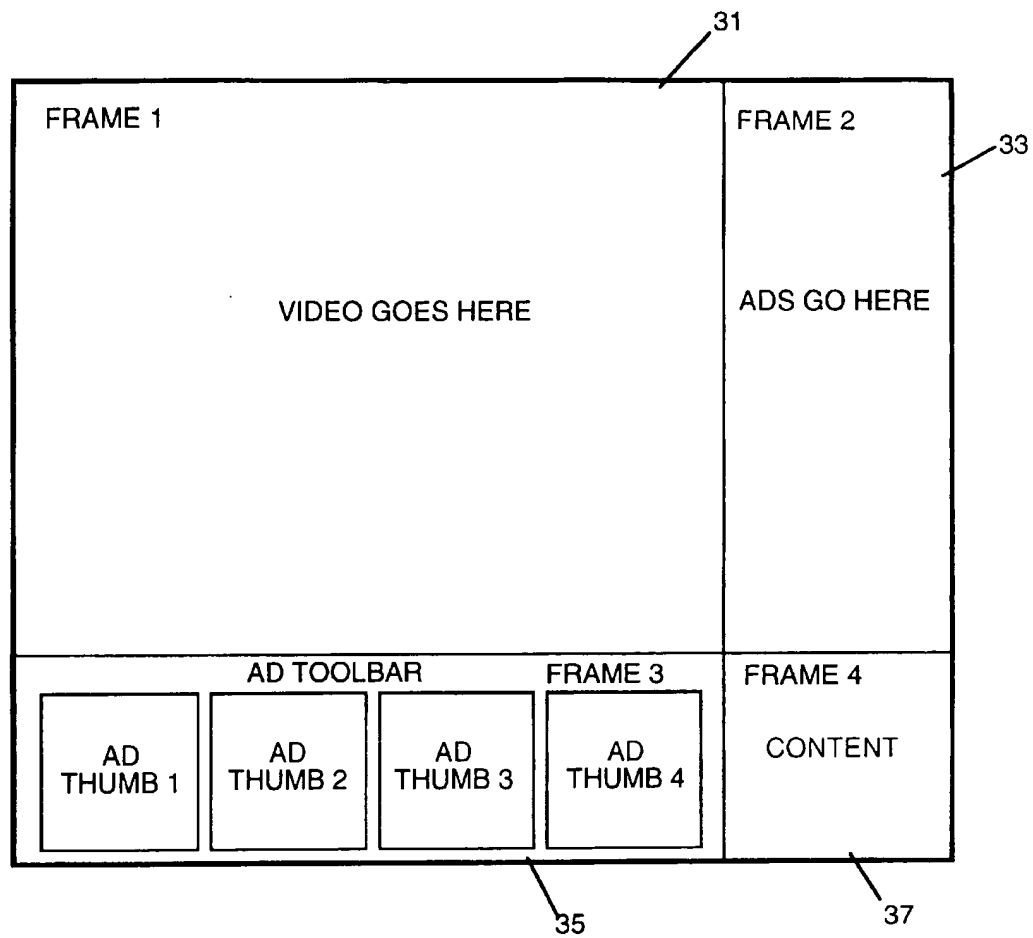 31
FRAME 1
FRAME 2
33
VIDEO GOES HERE
ADS GO HERE
AD TOOLBAR
FRAME 3
FRAME 4
AD
THUMB 1
AD
THUMB 2
AD
THUMB 3
AD
THUMB 4
CONTENT
35
37